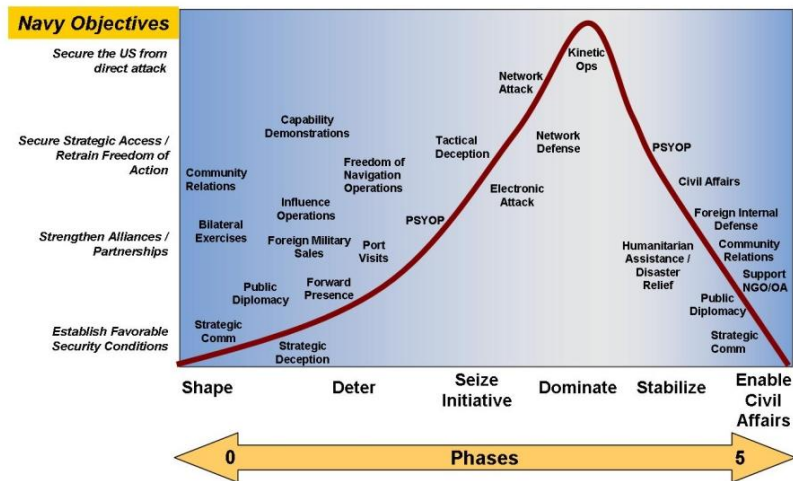 Navy Objectives
Secure the US from
direct attack
Secure Strategic Access /
Retrain Freedom of
Action
Strengthen Alliances /
Partnerships
Establish Favorable
Security Conditions
Kinetic
Ops
Network
Attack
Capability
Demonstrations
Tactical
Deception
Network
Defense
PSYOP
Community
Relations
Freedom of
Navigation
Operations
Civil Affairs
Electronic
Attack
Influence
Operations
PSYOP
Foreign Internal
Defense
Bilateral
Exercises
Foreign Military
Sales
Port
Visits
Humanitarian
Assistance /
Disaster
Relief
Community
Relations
Support
NGO/OA
Public
Diplomacy
Forward
Presence
Public
Diplomacy
Strategic
Comm
Strategic
Deception
Strategic
Comm
Shape
Deter
Seize
Initiative
Dominate
Stabilize
Enable
Civil
Affairs
0
Phases
5